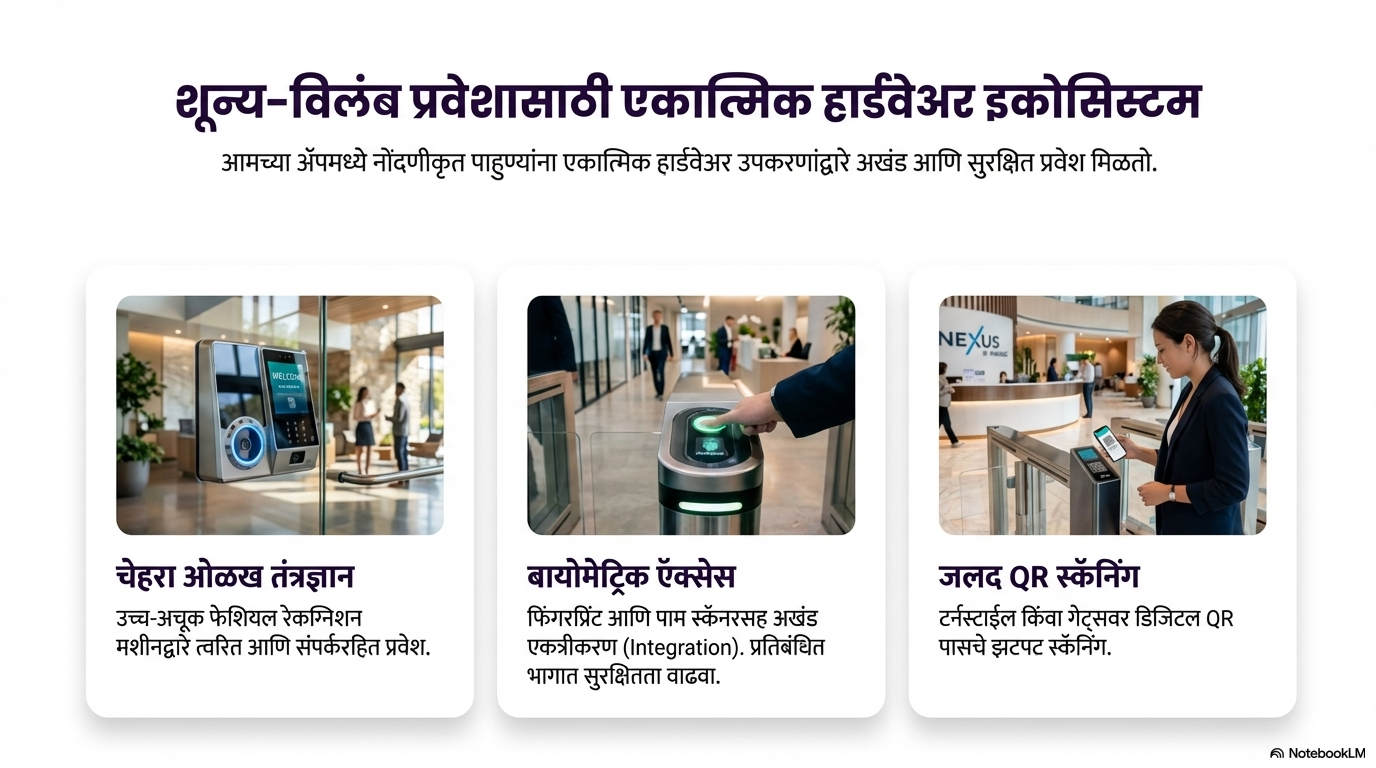 शून्य-विलंब प्रवेशासाठी एकात्मिक हार्डवेअर इकोसिस्टम
आमच्या ॲपमध्ये नोंदणीकृत पाहुण्यांना एकात्मिक हार्डवेअर उपकरणांद्वारे अखंड आणि सुरक्षित प्रवेश मिळतो.
WELCOME
NEXUS
चेहरा ओळख तंत्रज्ञान
उच्च-अचूक फेशियल रेकग्निशन
मशीनद्वारे त्वरित आणि संपर्करहित प्रवेश.
बायोमेट्रिक ऍक्सेस
फिंगरप्रिंट आणि पाम स्कॅनरसह अखंड
एकत्रीकरण (Integration). प्रतिबंधित
भागात सुरक्षितता वाढवा.
जलद QR स्कॅनिंग
टर्नस्टाईल किंवा गेट्सवर डिजिटल QR
पासचे झटपट स्कॅनिंग.
NotebookLM